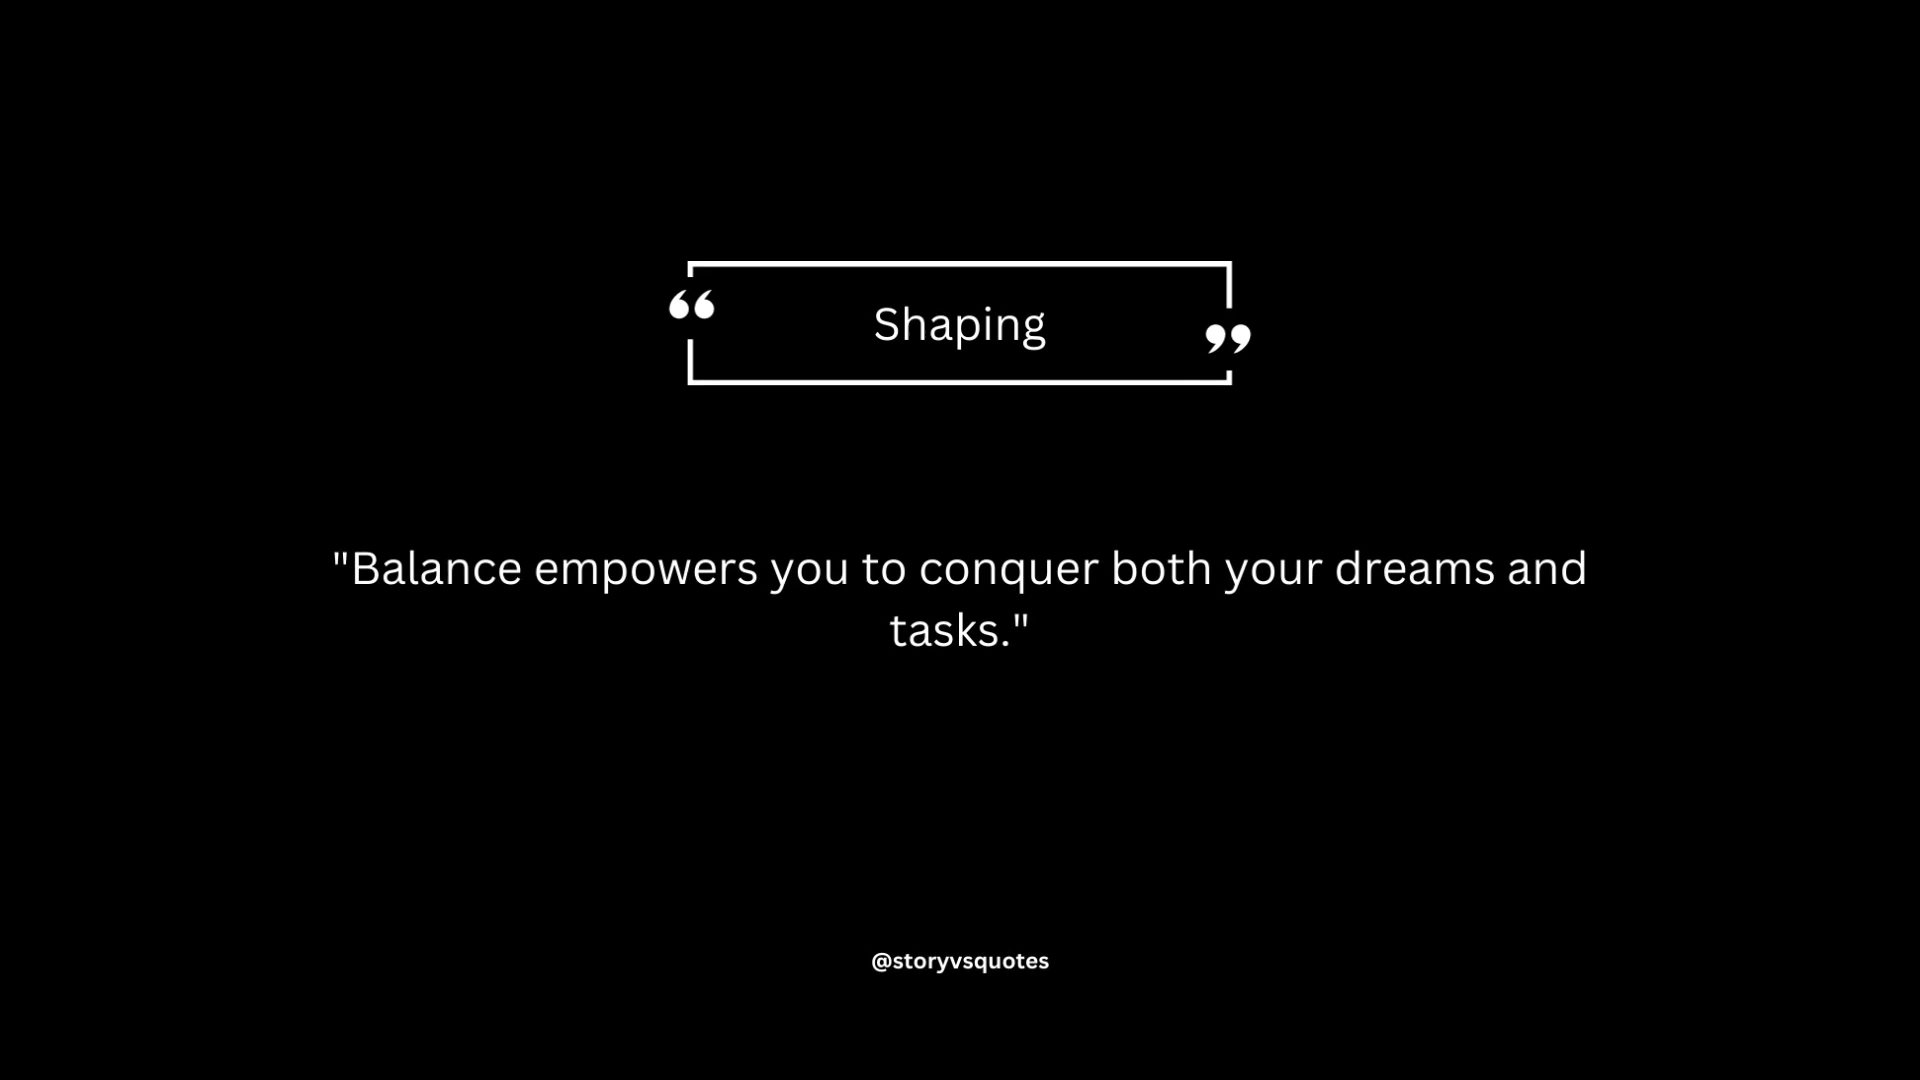 Shaping
"Balance empowers you to conquer both your dreams and
tasks."
@storyvsquotes